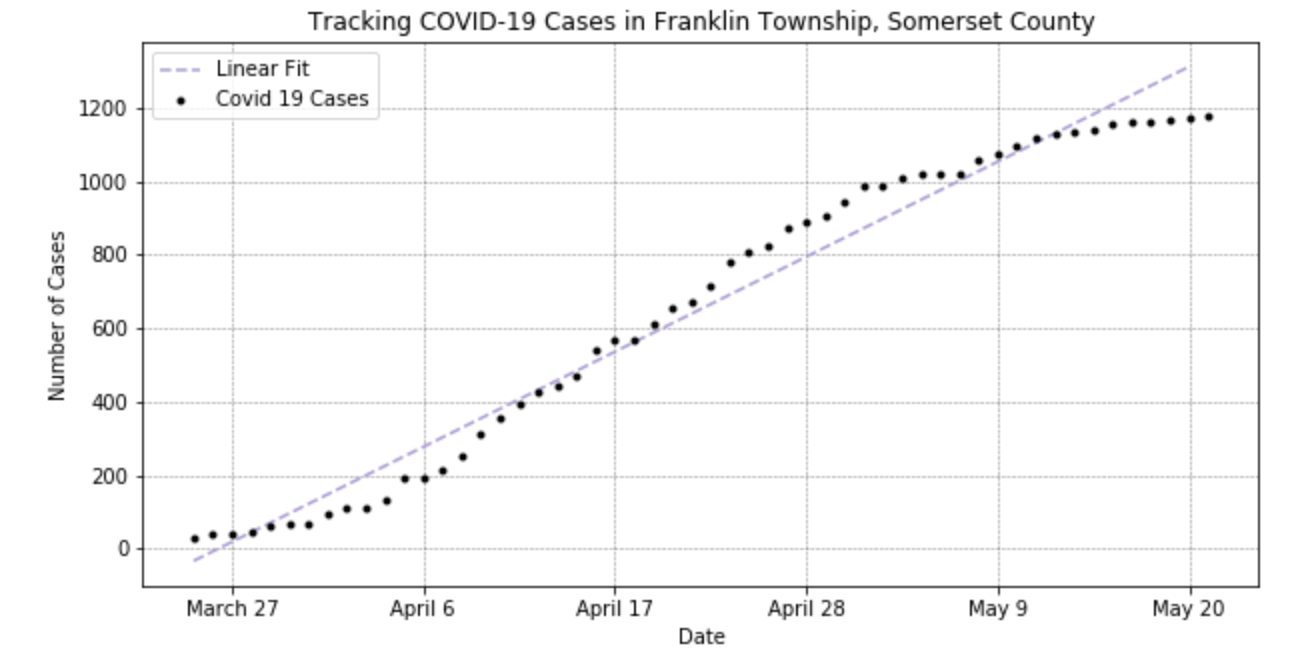 Tracking COVID-19 Cases in Franklin Township, Somerset County
Linear Fit
Covid 19 Cases
Number of Cases
1200
1000
800
600
400
200
0
March 27 April 6 April 17 April 28 May 9 May 20
Date